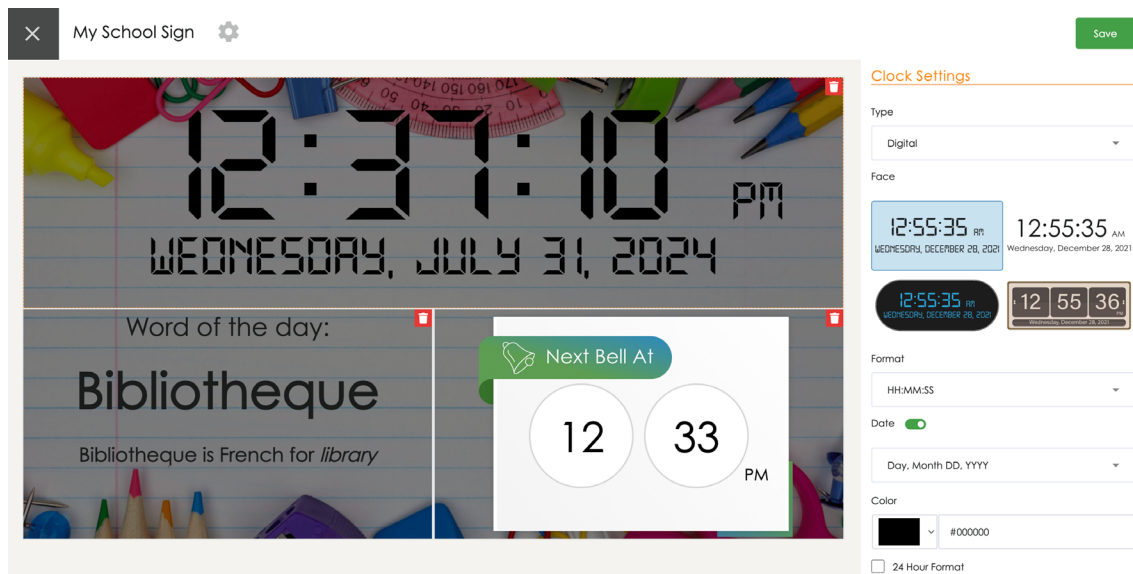 My School Sign
Save
12:37:10 PM
WEDNESDAY, JULY 31, 2024
Word of the day:
Bibliotheque
Bibliotheque is French for library
Next Bell At
12 33
PM
Clock Settings
Type
Digital
Face
12:55:35 AM
WEDNESDAY, DECEMBER 28, 2021
12:55:35 AM
Wednesday, December 28, 2021
12:55:35 AM
WEDNESDAY, DECEMBER 28, 2021
12 55 36
PM
Wednesday, December 28, 2021
Format
HH:MM:SS
Date
Day, Month DD, YYYY
Color
#000000
24 Hour Format